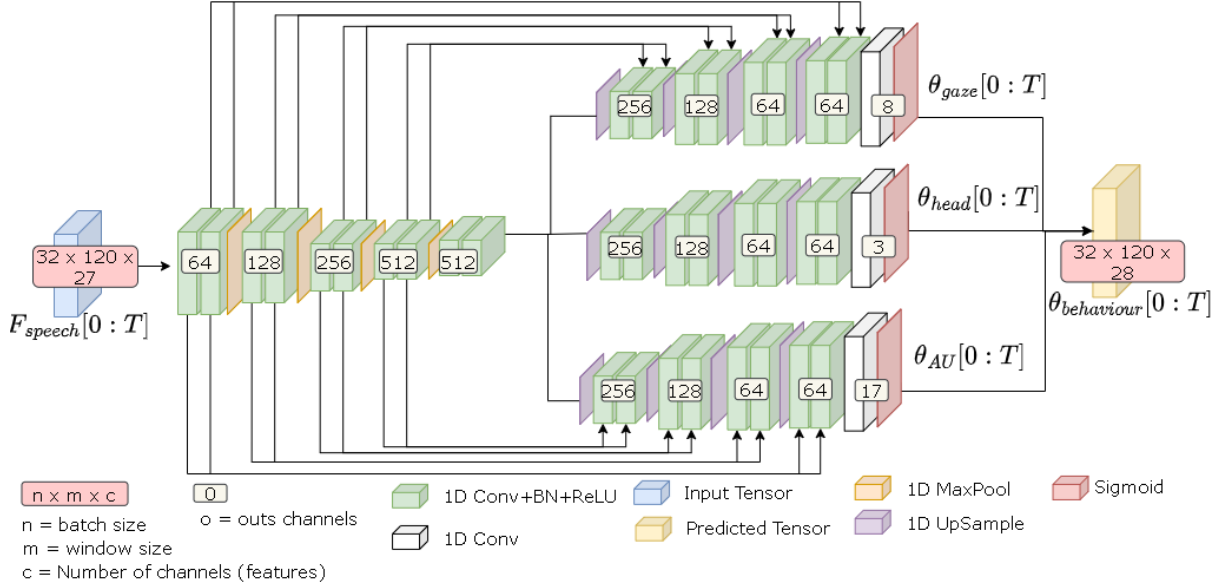 256
128
64
64
8
θ_gaze[0 : T]
32 x 120 x
27
F_speech[0 : T]
64
128
256
512
512
256
128
64
64
3
θ_head[0 : T]
32 x 120 x
28
θ_behaviour[0 : T]
256
128
64
64
17
θ_AU[0 : T]
n x m x c
n = batch size
m = window size
c = Number of channels (features)
0
o = outs channels
1D Conv+BN+ReLU
1D Conv
Input Tensor
Predicted Tensor
1D MaxPool
1D UpSample
Sigmoid